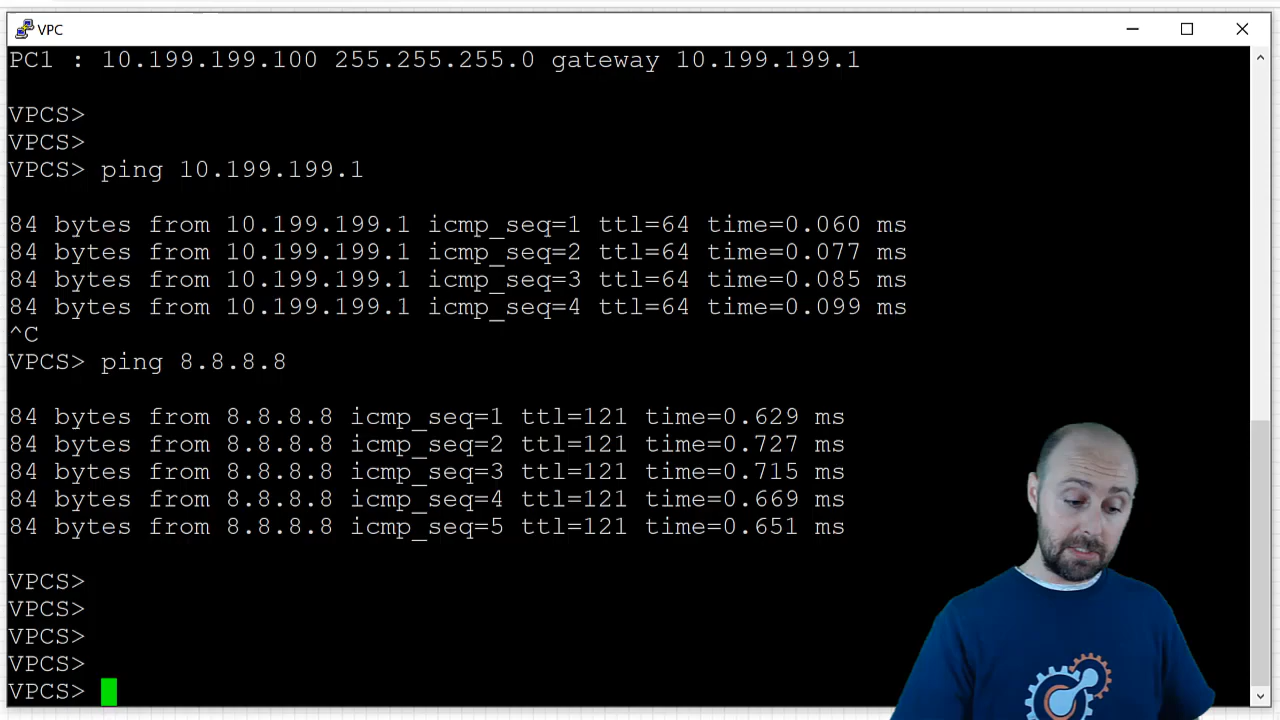 VPC
PC1 : 10.199.199.100 255.255.255.0 gateway 10.199.199.1
VPCS>
VPCS>
VPCS> ping 10.199.199.1
84 bytes from 10.199.199.1 icmp_seq=1 ttl=64 time=0.060 ms
84 bytes from 10.199.199.1 icmp_seq=2 ttl=64 time=0.077 ms
84 bytes from 10.199.199.1 icmp_seq=3 ttl=64 time=0.085 ms
84 bytes from 10.199.199.1 icmp_seq=4 ttl=64 time=0.099 ms
^C
VPCS> ping 8.8.8.8
84 bytes from 8.8.8.8 icmp_seq=1 ttl=121 time=0.629 ms
84 bytes from 8.8.8.8 icmp_seq=2 ttl=121 time=0.727 ms
84 bytes from 8.8.8.8 icmp_seq=3 ttl=121 time=0.715 ms
84 bytes from 8.8.8.8 icmp_seq=4 ttl=121 time=0.669 ms
84 bytes from 8.8.8.8 icmp_seq=5 ttl=121 time=0.651 ms
VPCS>
VPCS>
VPCS>
VPCS>
VPCS>